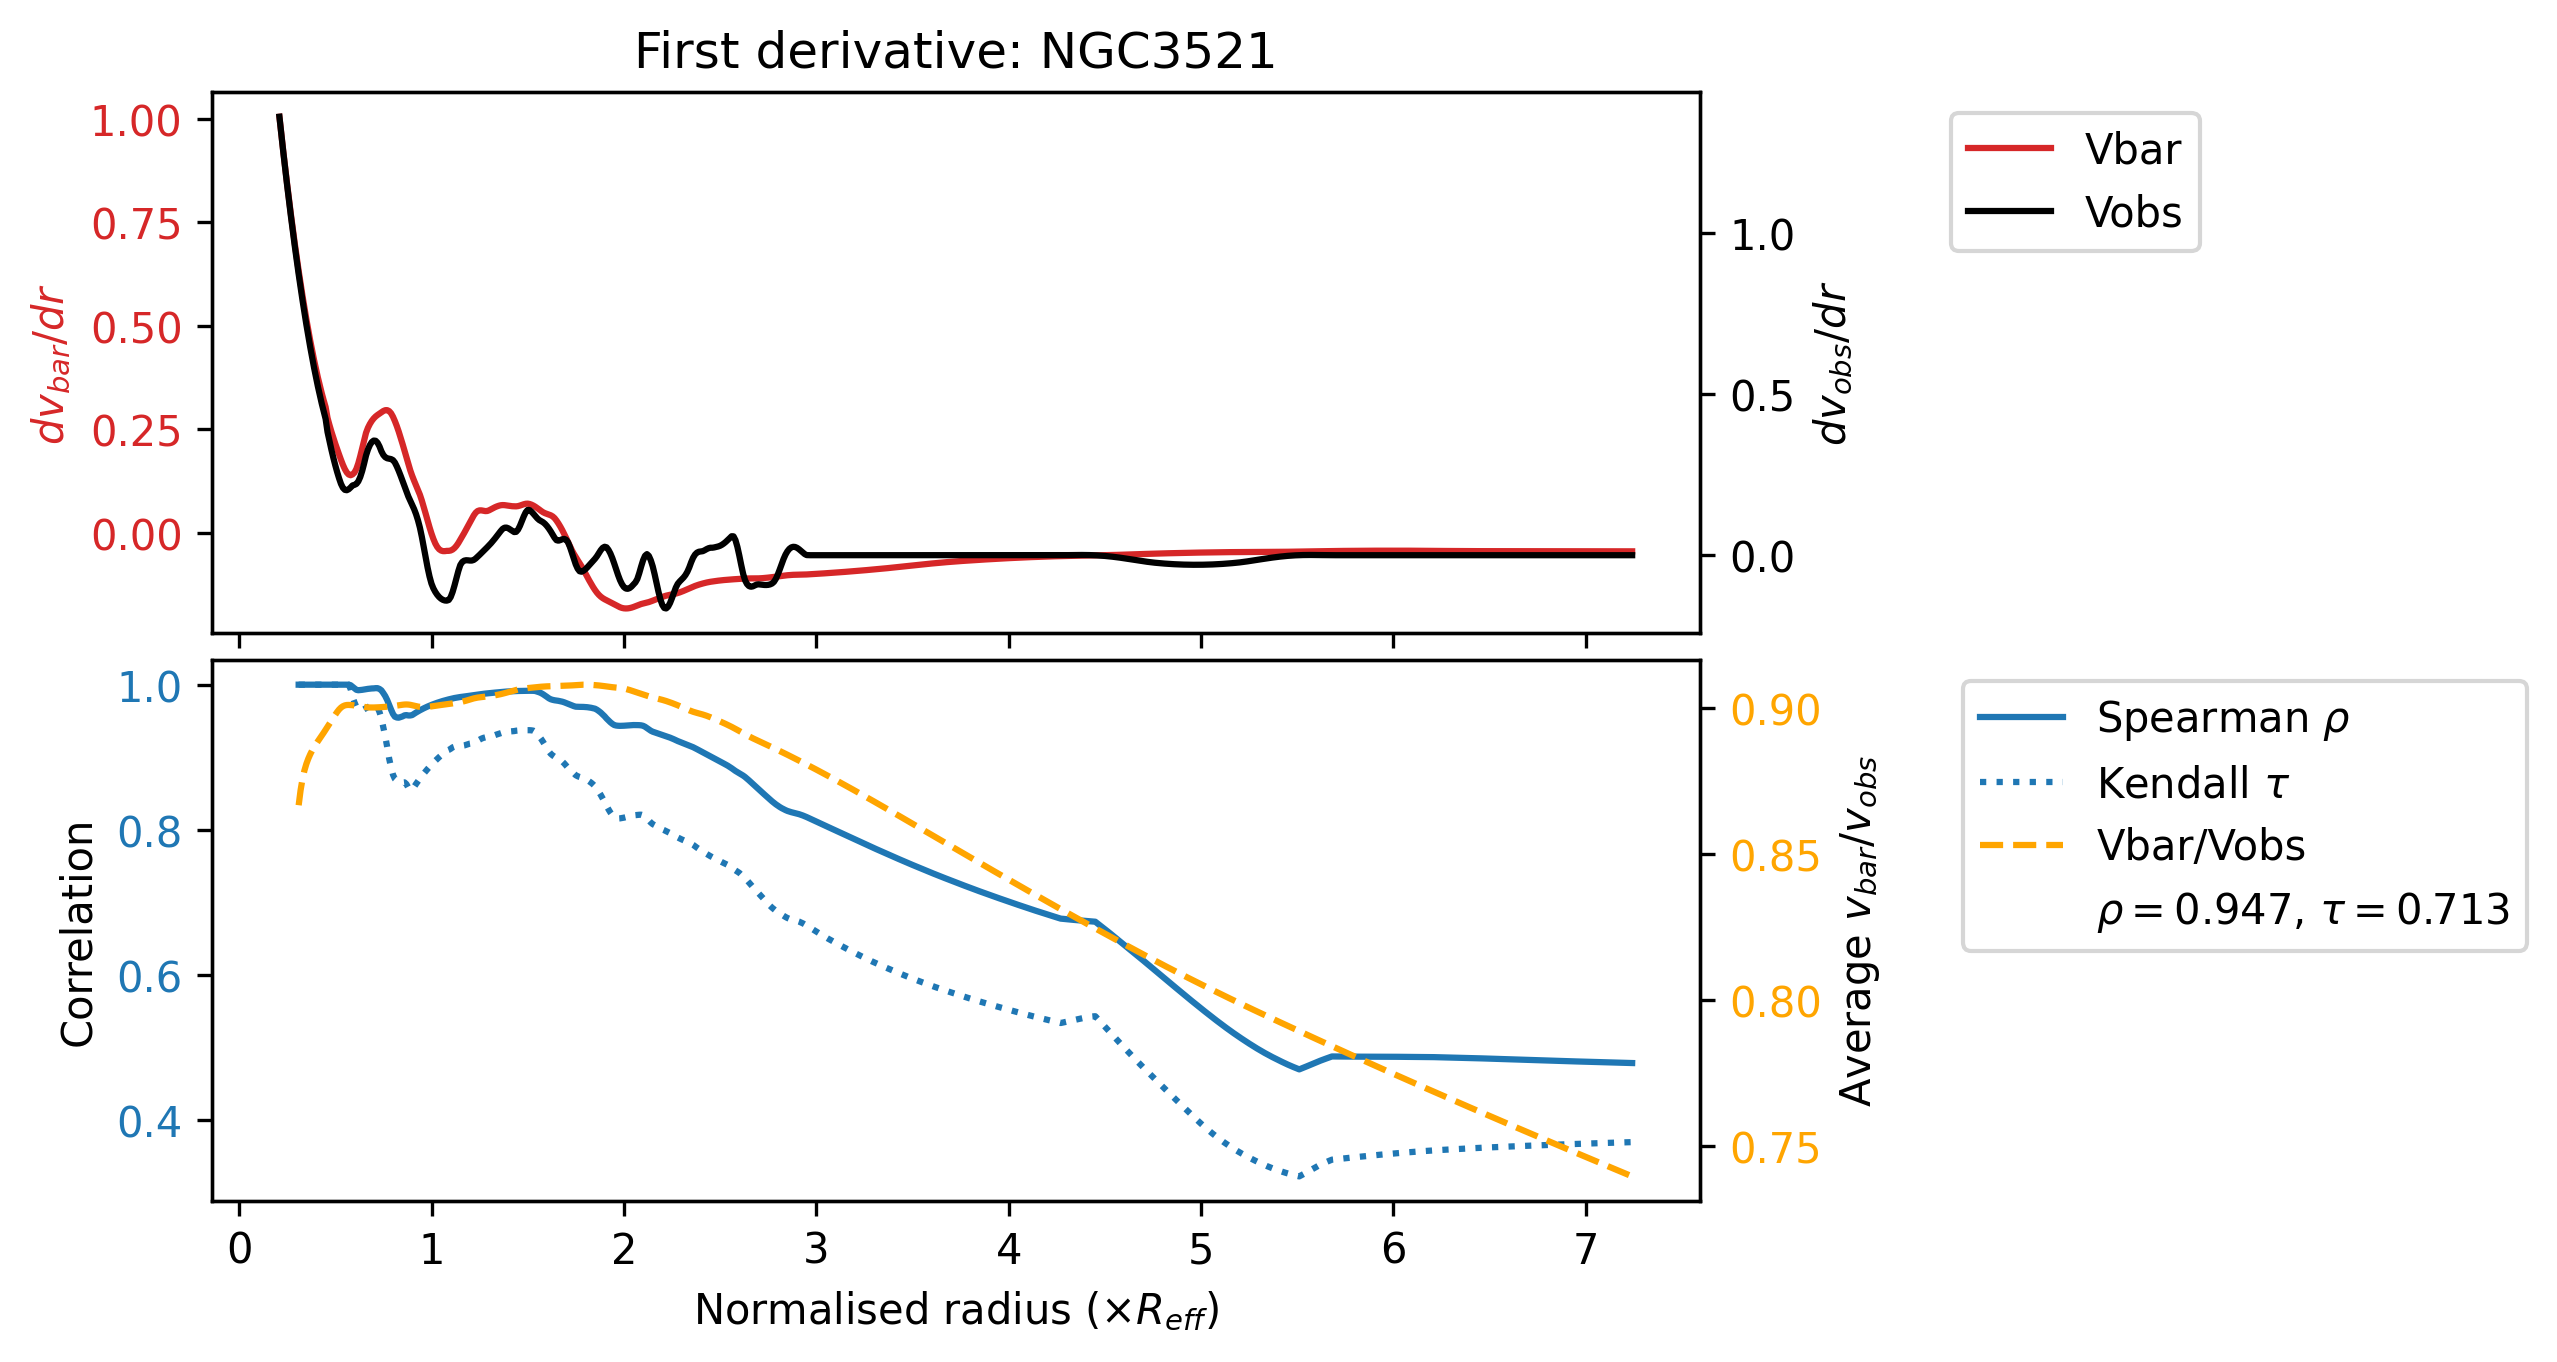 First derivative: NGC3521
1.00
0.75
0.50
0.25
0.00
dv_bar/dr
1.0
0.5
0.0
dv_obs/dr
Vbar
Vobs
1.0
0.8
0.6
0.4
Correlation
0.90
0.85
0.80
0.75
Average v_bar/v_obs
Spearman ρ
Kendall τ
Vbar/Vobs
ρ = 0.947, τ = 0.713
0 1 2 3 4 5 6 7
Normalised radius (×R_eff)